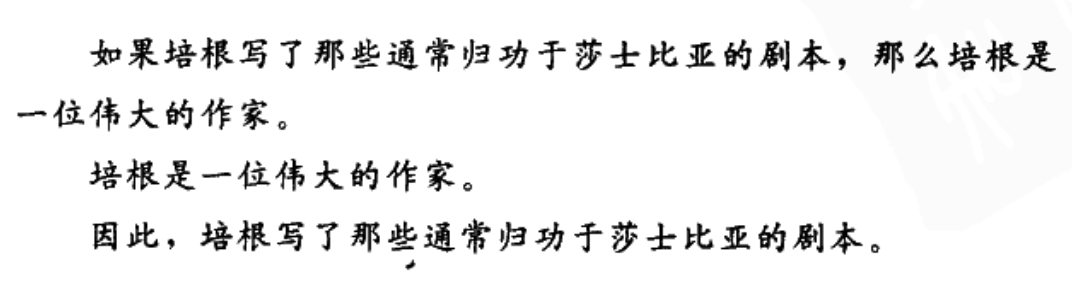 如果培根写了那些通常归功于莎士比亚的剧本，那么培根是
一位伟大的作家。
培根是一位伟大的作家。
因此，培根写了那些通常归功于莎士比亚的剧本。